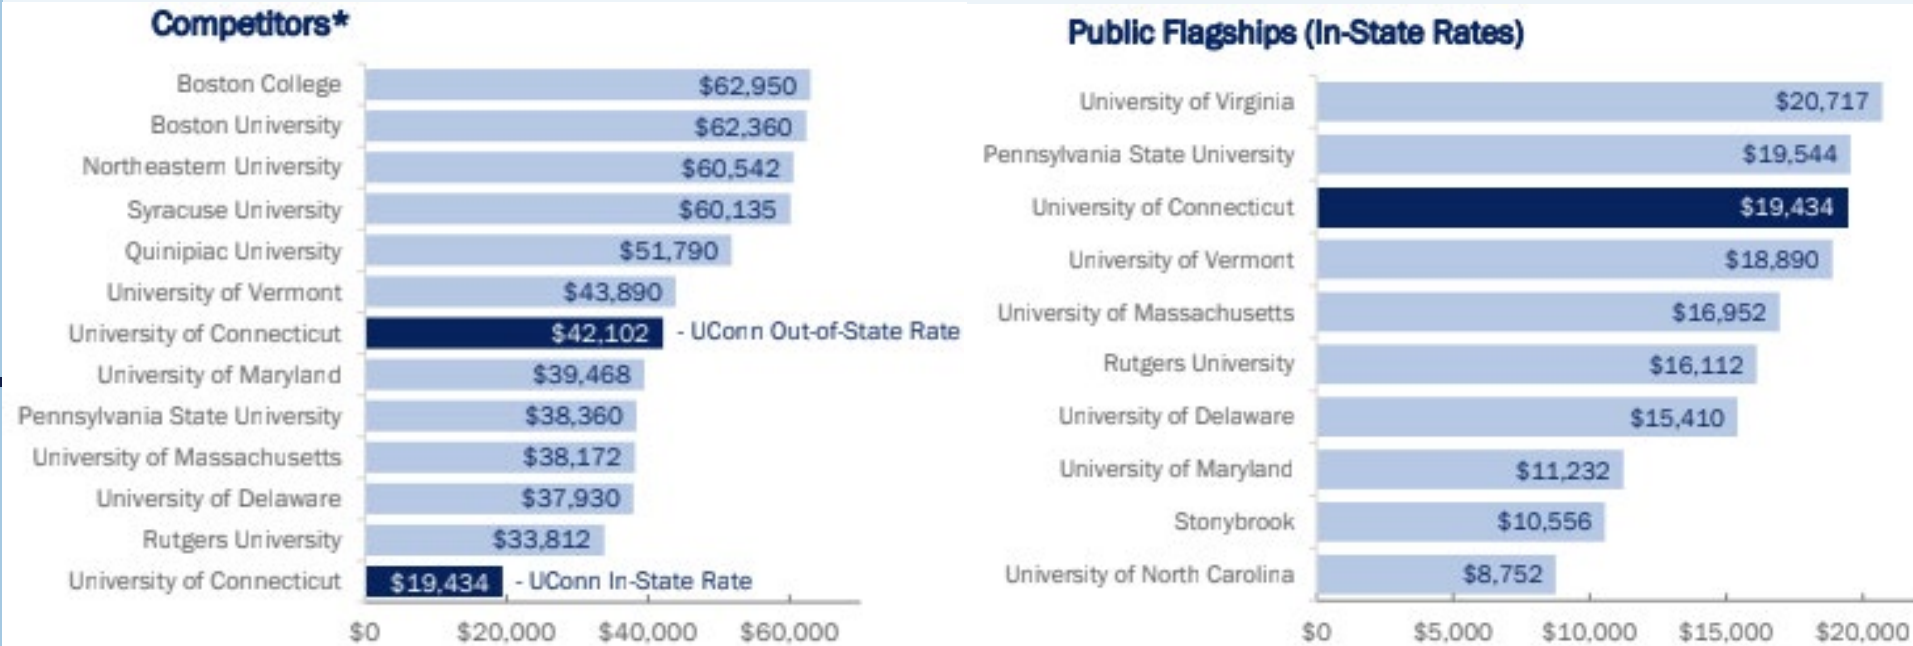 Competitors*
Boston College $62,950
Boston University $62,360
Northeastern University $60,542
Syracuse University $60,135
Quinipiac University $51,790
University of Vermont $43,890
University of Connecticut $42,102 - UConn Out-of-State Rate
University of Maryland $39,468
Pennsylvania State University $38,360
University of Massachusetts $38,172
University of Delaware $37,930
Rutgers University $33,812
University of Connecticut $19,434 - UConn In-State Rate
$0 $20,000 $40,000 $60,000
Public Flagships (In-State Rates)
University of Virginia $20,717
Pennsylvania State University $19,544
University of Connecticut $19,434
University of Vermont $18,890
University of Massachusetts $16,952
Rutgers University $16,112
University of Delaware $15,410
University of Maryland $11,232
Stonybrook $10,556
University of North Carolina $8,752
$0 $5,000 $10,000 $15,000 $20,000